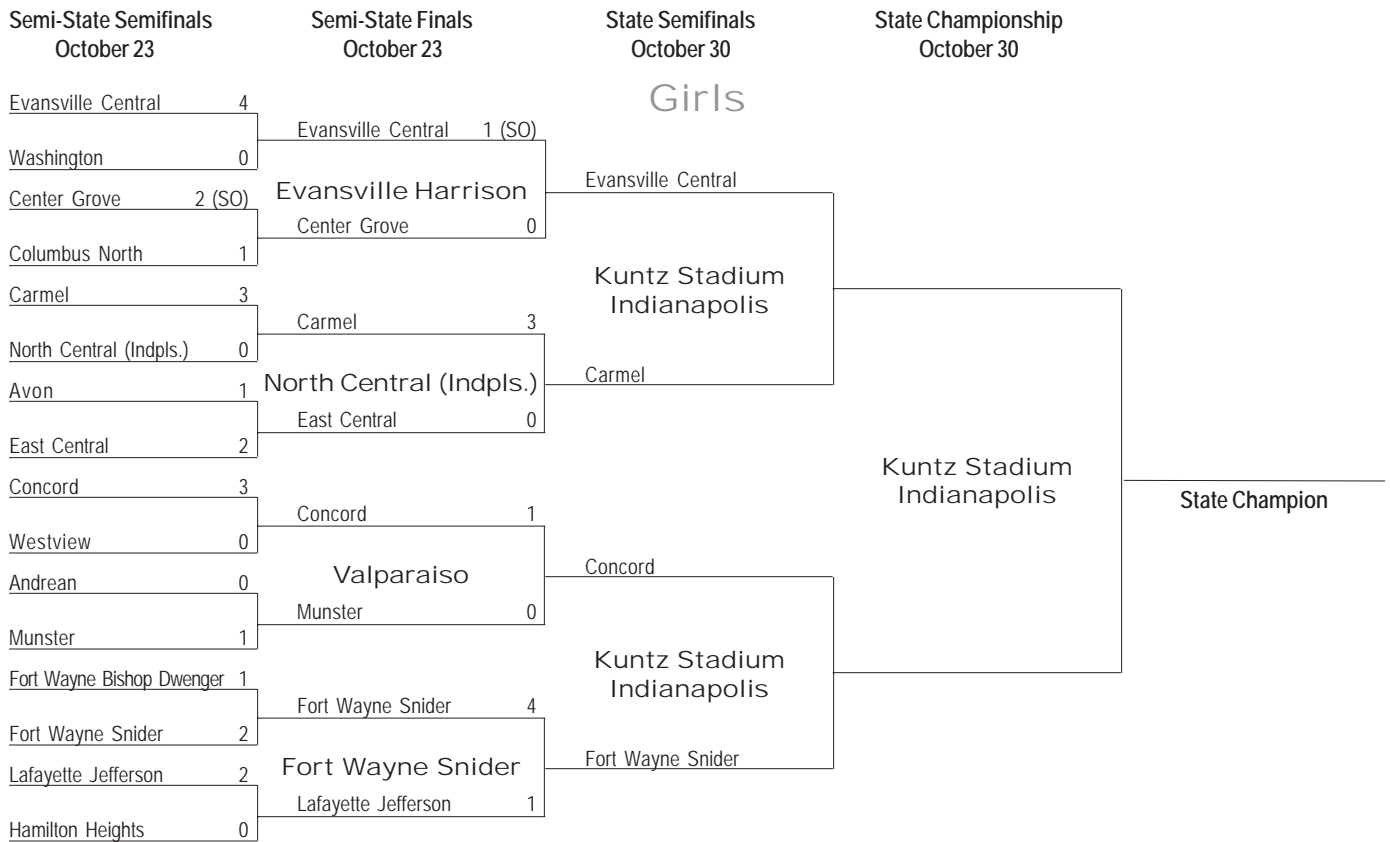 Semi-State Semifinals
October 23
Semi-State Finals
October 23
State Semifinals
October 30
State Championship
October 30
Girls
Evansville Central 4
Washington 0
Center Grove 2 (SO)
Columbus North 1
Carmel 3
North Central (Indpls.) 0
Avon 1
East Central 2
Concord 3
Westview 0
Andrean 0
Munster 1
Fort Wayne Bishop Dwenger 1
Fort Wayne Snider 2
Lafayette Jefferson 2
Hamilton Heights 0
Evansville Central 1 (SO)
Evansville Harrison
Center Grove 0
Carmel 3
North Central (Indpls.)
East Central 0
Concord 1
Valparaiso
Munster 0
Fort Wayne Snider 4
Fort Wayne Snider
Lafayette Jefferson 1
Evansville Central
Kuntz Stadium
Indianapolis
Carmel
Concord
Kuntz Stadium
Indianapolis
Fort Wayne Snider
Kuntz Stadium
Indianapolis
State Champion